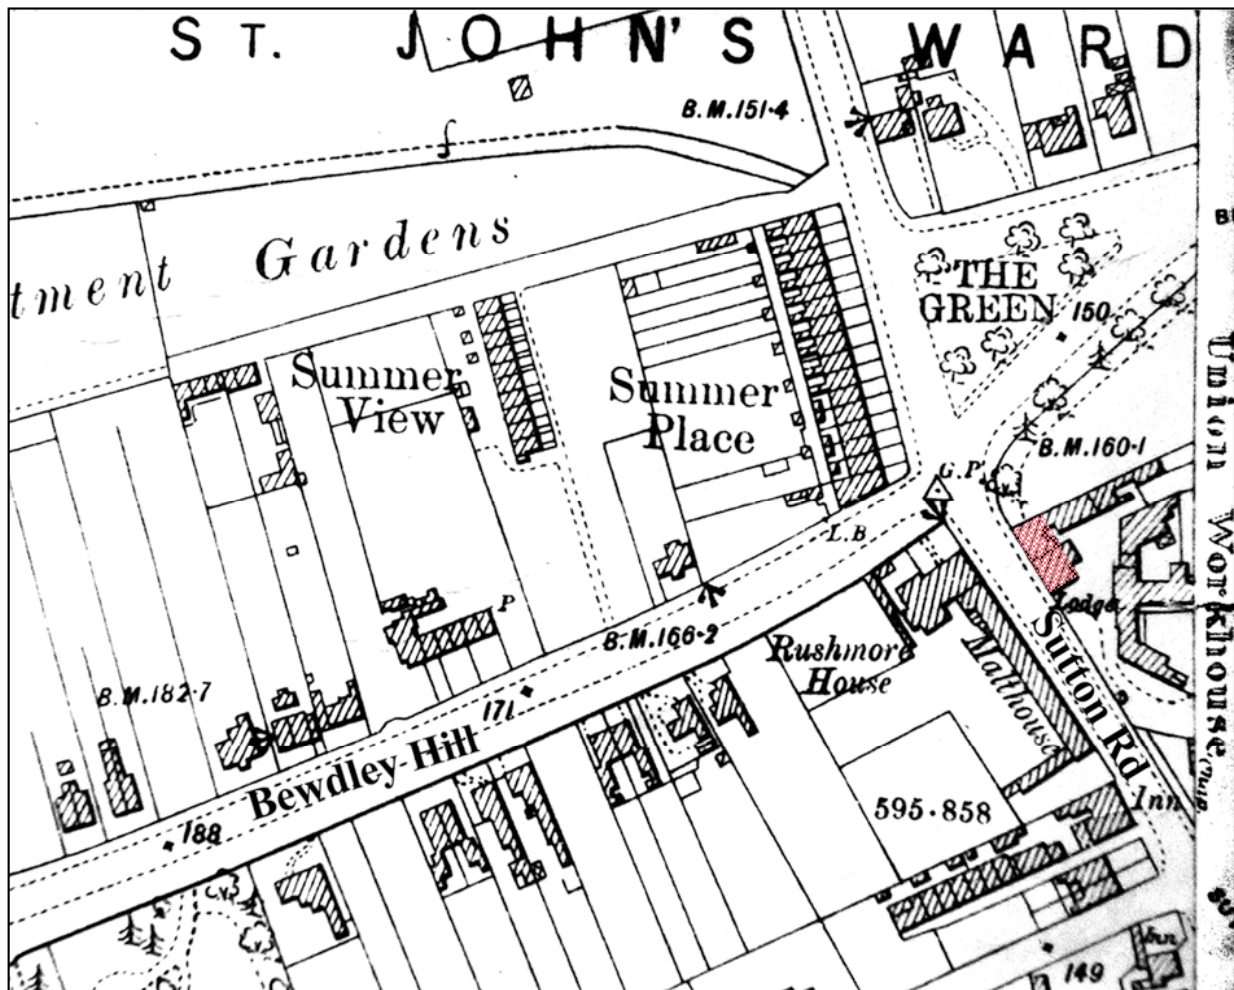 ST. JOHN'S WARD
B.M.151·4
Gardens
tment
THE
GREEN
150
Summer
View
Summer
Place
B.M.160·1
G.P
L.B
Union Workhouse
Lodge
P
B.M.166·2
Rushmore
House
Malthouse
Sutton Rd
B.M.182·7
171
Bewdley Hill
188
595·858
Inn
Inn
149